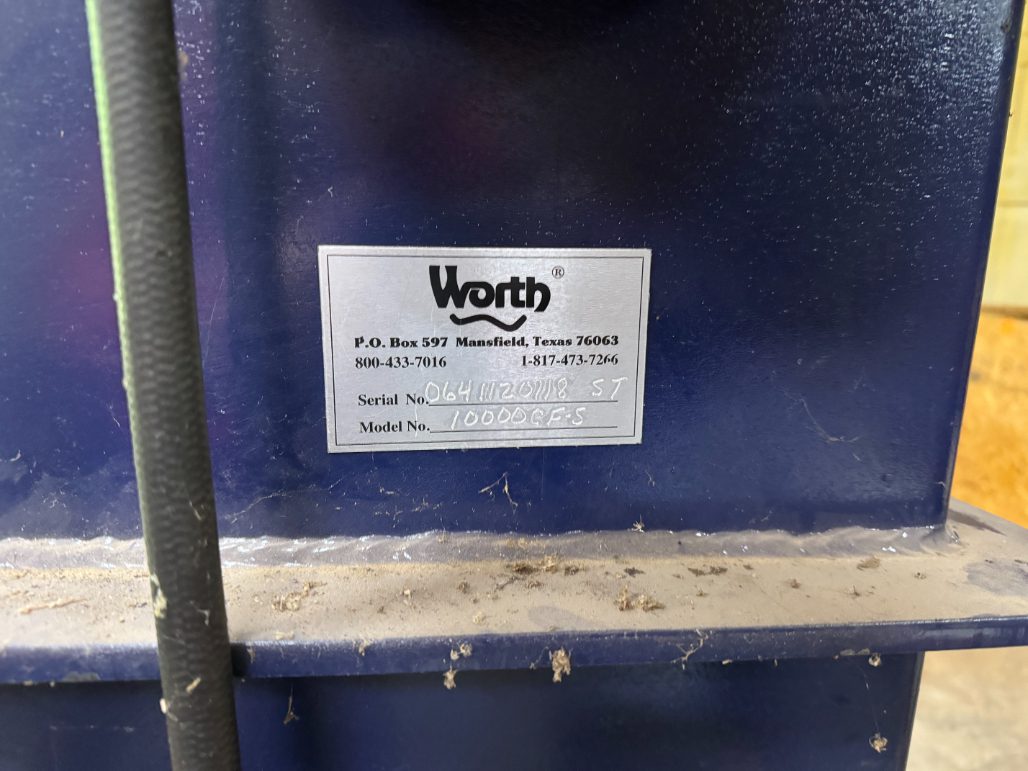 Worth®
P.O. Box 597 Mansfield, Texas 76063
800-433-7016 1-817-473-7266
Serial No. 064111201118 ST
Model No. 10000CF-S